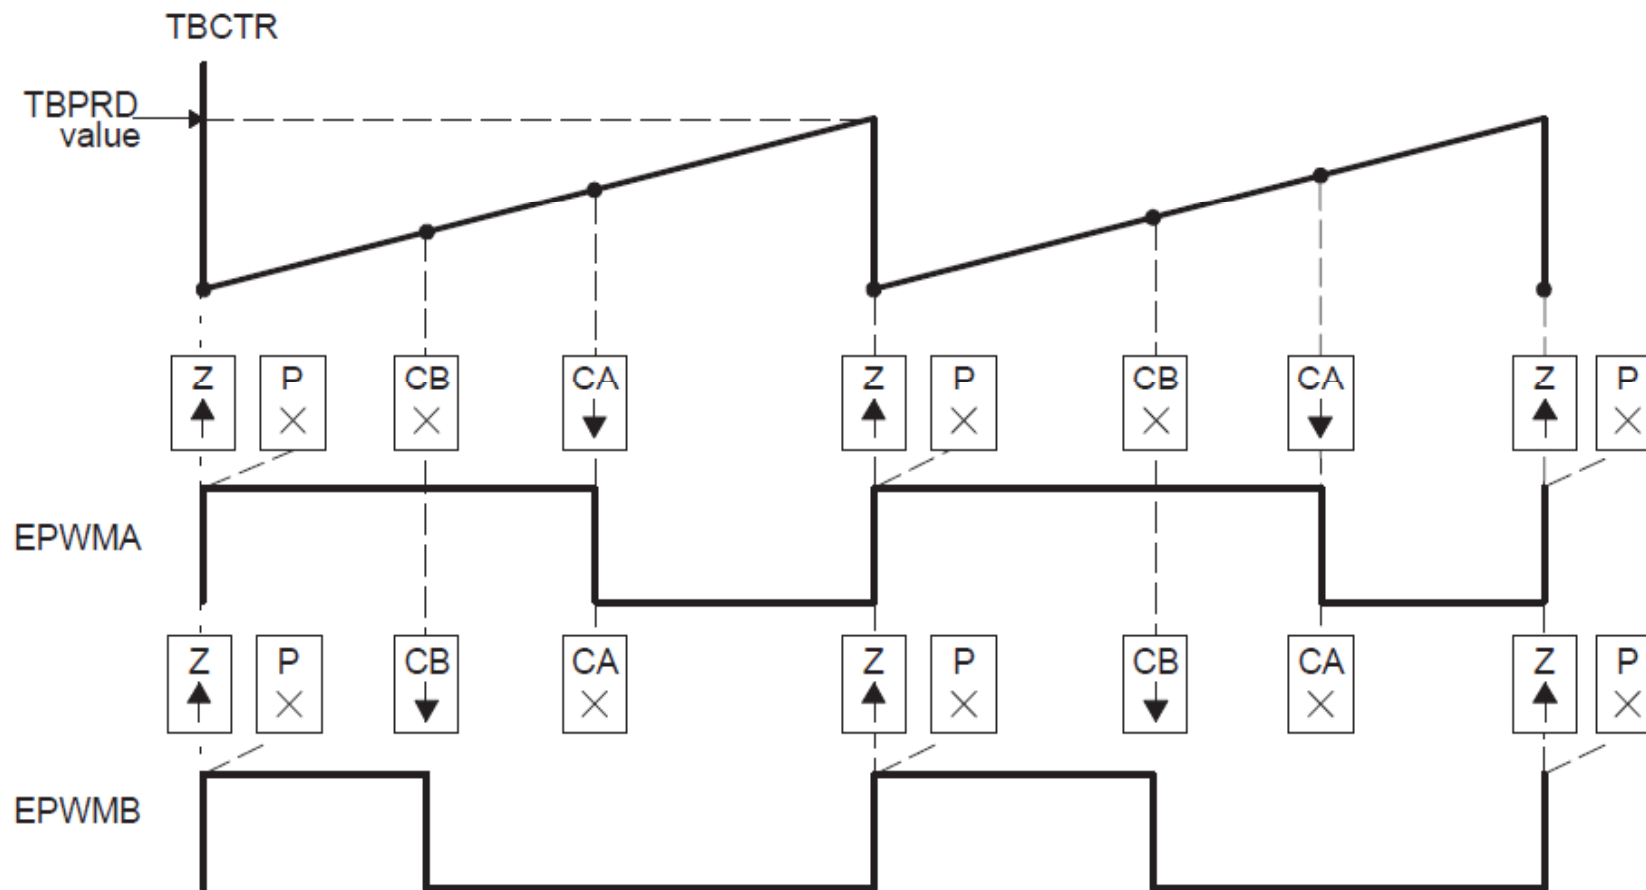 TBCTR
TBPRD
value
Z P CB CA Z P CB CA Z P
EPWMA
Z P CB CA Z P CB CA Z P
EPWMB